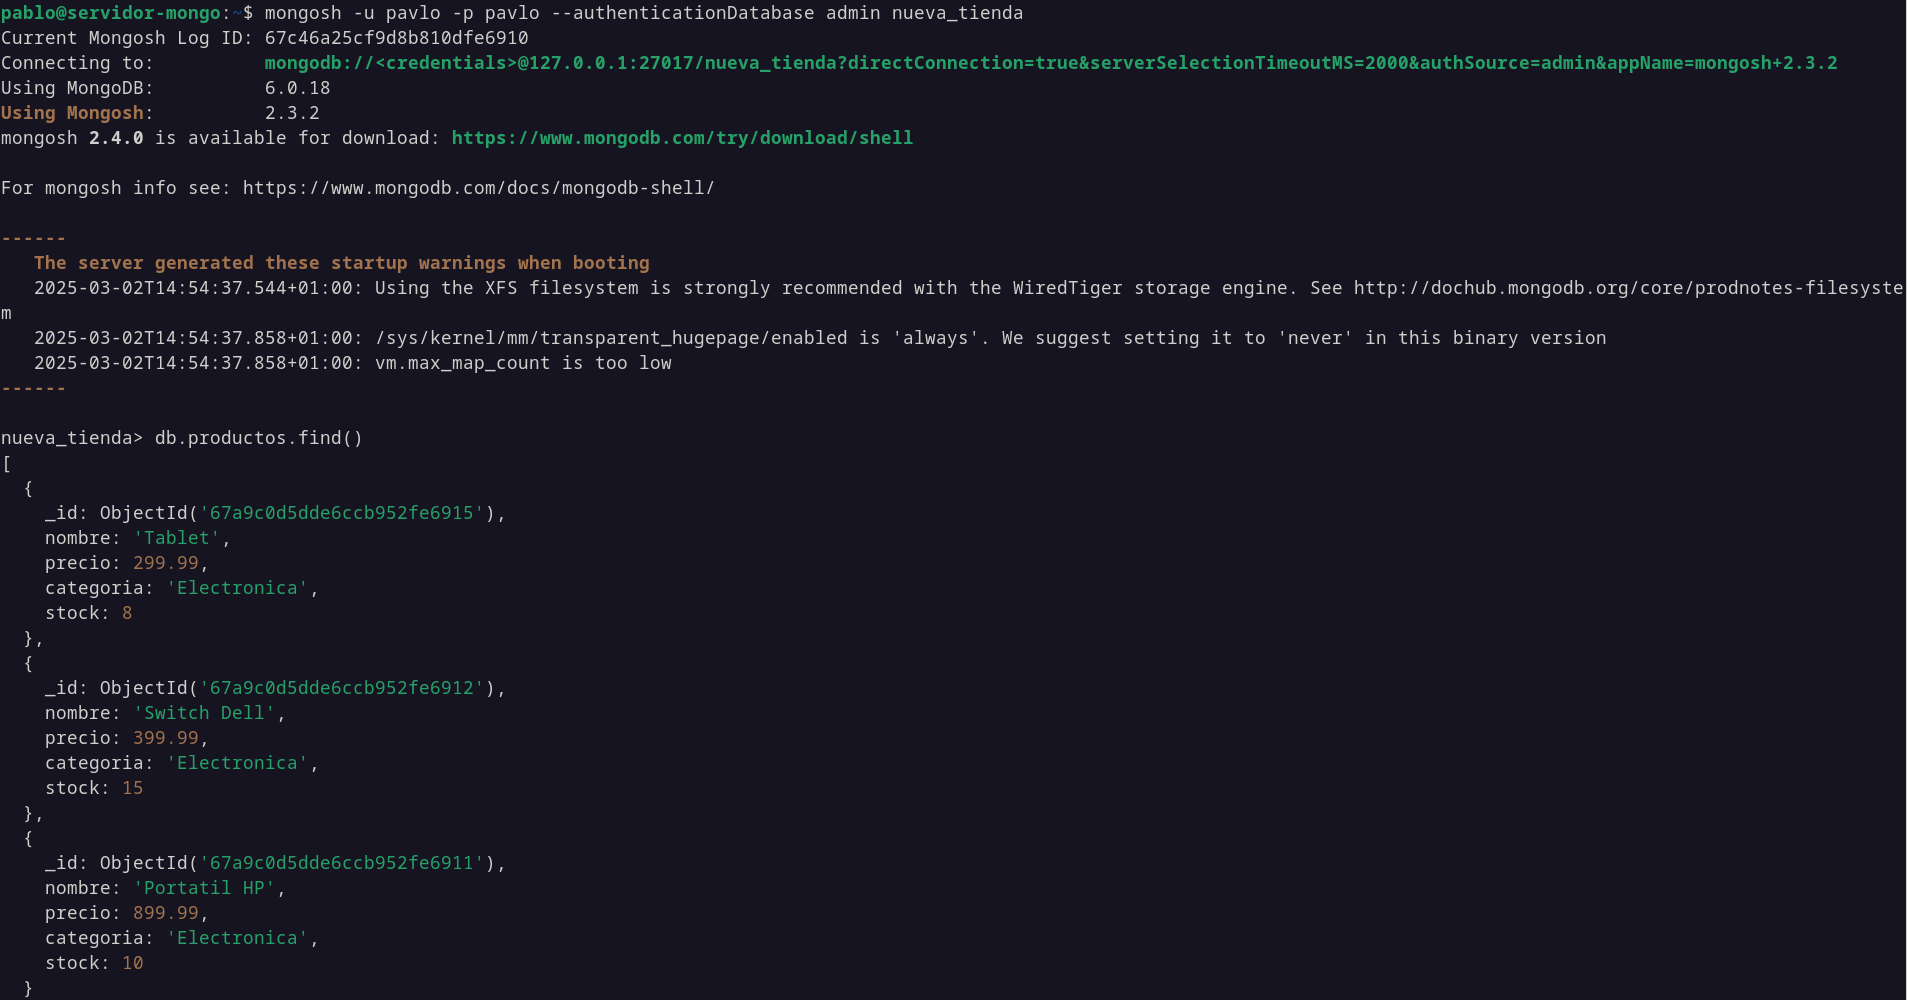 pablo@servidor-mongo:~$ mongosh -u pavlo -p pavlo --authenticationDatabase admin nueva_tienda
Current Mongosh Log ID: 67c46a25cf9d8b810dfe6910
Connecting to:          mongodb://<credentials>@127.0.0.1:27017/nueva_tienda?directConnection=true&serverSelectionTimeoutMS=2000&authSource=admin&appName=mongosh+2.3.2
Using MongoDB:          6.0.18
Using Mongosh:          2.3.2
mongosh 2.4.0 is available for download: https://www.mongodb.com/try/download/shell

For mongosh info see: https://www.mongodb.com/docs/mongodb-shell/

------
   The server generated these startup warnings when booting
   2025-03-02T14:54:37.544+01:00: Using the XFS filesystem is strongly recommended with the WiredTiger storage engine. See http://dochub.mongodb.org/core/prodnotes-filesyste
m
   2025-03-02T14:54:37.858+01:00: /sys/kernel/mm/transparent_hugepage/enabled is 'always'. We suggest setting it to 'never' in this binary version
   2025-03-02T14:54:37.858+01:00: vm.max_map_count is too low
------

nueva_tienda> db.productos.find()
[
  {
    _id: ObjectId('67a9c0d5dde6ccb952fe6915'),
    nombre: 'Tablet',
    precio: 299.99,
    categoria: 'Electronica',
    stock: 8
  },
  {
    _id: ObjectId('67a9c0d5dde6ccb952fe6912'),
    nombre: 'Switch Dell',
    precio: 399.99,
    categoria: 'Electronica',
    stock: 15
  },
  {
    _id: ObjectId('67a9c0d5dde6ccb952fe6911'),
    nombre: 'Portatil HP',
    precio: 899.99,
    categoria: 'Electronica',
    stock: 10
  }